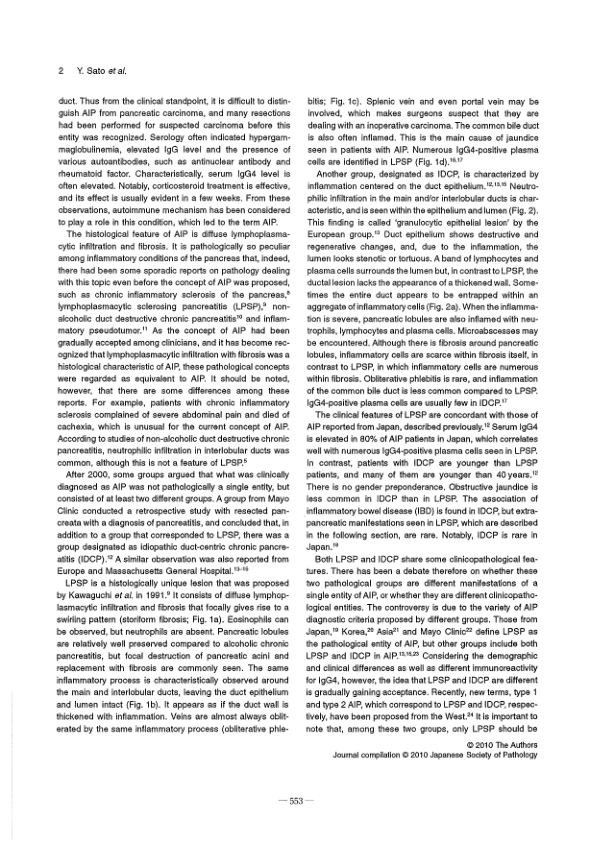 2 Y. Sato et al.
duct. Thus from the clinical standpoint, it is difficult to distin-
guish AIP from pancreatic carcinoma, and many resections
had been performed for suspected carcinoma before this
entity was recognized. Serology often indicated hypergam-
maglobulinemia, elevated IgG level and the presence of
various autoantibodies, such as antinuclear antibody and
rheumatoid factor. Characteristically, serum IgG4 level is
often elevated. Notably, corticosteroid treatment is effective,
and its effect is usually evident in a few weeks. From these
observations, autoimmune mechanism has been considered
to play a role in this condition, which led to the term AIP.
The histological feature of AIP is diffuse lymphoplasma-
cytic infiltration and fibrosis. It is pathologically so peculiar
among inflammatory conditions of the pancreas that, indeed,
there had been some sporadic reports on pathology dealing
with this topic even before the concept of AIP was proposed,
such as chronic inflammatory sclerosis of the pancreas,8
lymphoplasmacytic sclerosing pancreatitis (LPSP),9 non-
alcoholic duct destructive chronic pancreatitis10 and inflam-
matory pseudotumor.11 As the concept of AIP had been
gradually accepted among clinicians, and it has become rec-
ognized that lymphoplasmacytic infiltration with fibrosis was a
histological characteristic of AIP, these pathological concepts
were regarded as equivalent to AIP. It should be noted,
however, that there are some differences among these
reports. For example, patients with chronic inflammatory
sclerosis complained of severe abdominal pain and died of
cachexia, which is unusual for the current concept of AIP.
According to studies of non-alcoholic duct destructive chronic
pancreatitis, neutrophilic infiltration in interlobular ducts was
common, although this is not a feature of LPSP.5
After 2000, some groups argued that what was clinically
diagnosed as AIP was not pathologically a single entity, but
consisted of at least two different groups. A group from Mayo
Clinic conducted a retrospective study with resected pan-
creata with a diagnosis of pancreatitis, and concluded that, in
addition to a group that corresponded to LPSP, there was a
group designated as idiopathic duct-centric chronic pancre-
atitis (IDCP).12 A similar observation was also reported from
Europe and Massachusetts General Hospital.13–15
LPSP is a histologically unique lesion that was proposed
by Kawaguchi et al. in 1991.9 It consists of diffuse lymphop-
lasmacytic infiltration and fibrosis that focally gives rise to a
swirling pattern (storiform fibrosis; Fig. 1a). Eosinophils can
be observed, but neutrophils are absent. Pancreatic lobules
are relatively well preserved compared to alcoholic chronic
pancreatitis, but focal destruction of pancreatic acini and
replacement with fibrosis are commonly seen. The same
inflammatory process is characteristically observed around
the main and interlobular ducts, leaving the duct epithelium
and lumen intact (Fig. 1b). It appears as if the duct wall is
thickened with inflammation. Veins are almost always oblit-
erated by the same inflammatory process (obliterative phle-
bitis; Fig. 1c). Splenic vein and even portal vein may be
involved, which makes surgeons suspect that they are
dealing with an inoperative carcinoma. The common bile duct
is also often inflamed. This is the main cause of jaundice
seen in patients with AIP. Numerous IgG4-positive plasma
cells are identified in LPSP (Fig. 1d).16,17
Another group, designated as IDCP, is characterized by
inflammation centered on the duct epithelium.12,13,15 Neutro-
philic infiltration in the main and/or interlobular ducts is char-
acteristic, and is seen within the epithelium and lumen (Fig. 2).
This finding is called ‘granulocytic epithelial lesion’ by the
European group.13 Duct epithelium shows destructive and
regenerative changes, and, due to the inflammation, the
lumen looks stenotic or tortuous. A band of lymphocytes and
plasma cells surrounds the lumen but, in contrast to LPSP, the
ductal lesion lacks the appearance of a thickened wall. Some-
times the entire duct appears to be entrapped within an
aggregate of inflammatory cells (Fig. 2a). When the inflamma-
tion is severe, pancreatic lobules are also inflamed with neu-
trophils, lymphocytes and plasma cells. Microabscesses may
be encountered. Although there is fibrosis around pancreatic
lobules, inflammatory cells are scarce within fibrosis itself, in
contrast to LPSP, in which inflammatory cells are numerous
within fibrosis. Obliterative phlebitis is rare, and inflammation
of the common bile duct is less common compared to LPSP.
IgG4-positive plasma cells are usually few in IDCP.17
The clinical features of LPSP are concordant with those of
AIP reported from Japan, described previously.12 Serum IgG4
is elevated in 80% of AIP patients in Japan, which correlates
well with numerous IgG4-positive plasma cells seen in LPSP.
In contrast, patients with IDCP are younger than LPSP
patients, and many of them are younger than 40 years.12
There is no gender preponderance. Obstructive jaundice is
less common in IDCP than in LPSP. The association of
inflammatory bowel disease (IBD) is found in IDCP, but extra-
pancreatic manifestations seen in LPSP, which are described
in the following section, are rare. Notably, IDCP is rare in
Japan.18
Both LPSP and IDCP share some clinicopathological fea-
tures. There has been a debate therefore on whether these
two pathological groups are different manifestations of a
single entity of AIP, or whether they are different clinicopatho-
logical entities. The controversy is due to the variety of AIP
diagnostic criteria proposed by different groups. Those from
Japan,19 Korea,20 Asia21 and Mayo Clinic22 define LPSP as
the pathological entity of AIP, but other groups include both
LPSP and IDCP in AIP.13,15,23 Considering the demographic
and clinical differences as well as different immunoreactivity
for IgG4, however, the idea that LPSP and IDCP are different
is gradually gaining acceptance. Recently, new terms, type 1
and type 2 AIP, which correspond to LPSP and IDCP, respec-
tively, have been proposed from the West.24 It is important to
note that, among these two groups, only LPSP should be
© 2010 The Authors
Journal compilation © 2010 Japanese Society of Pathology
— 553 —